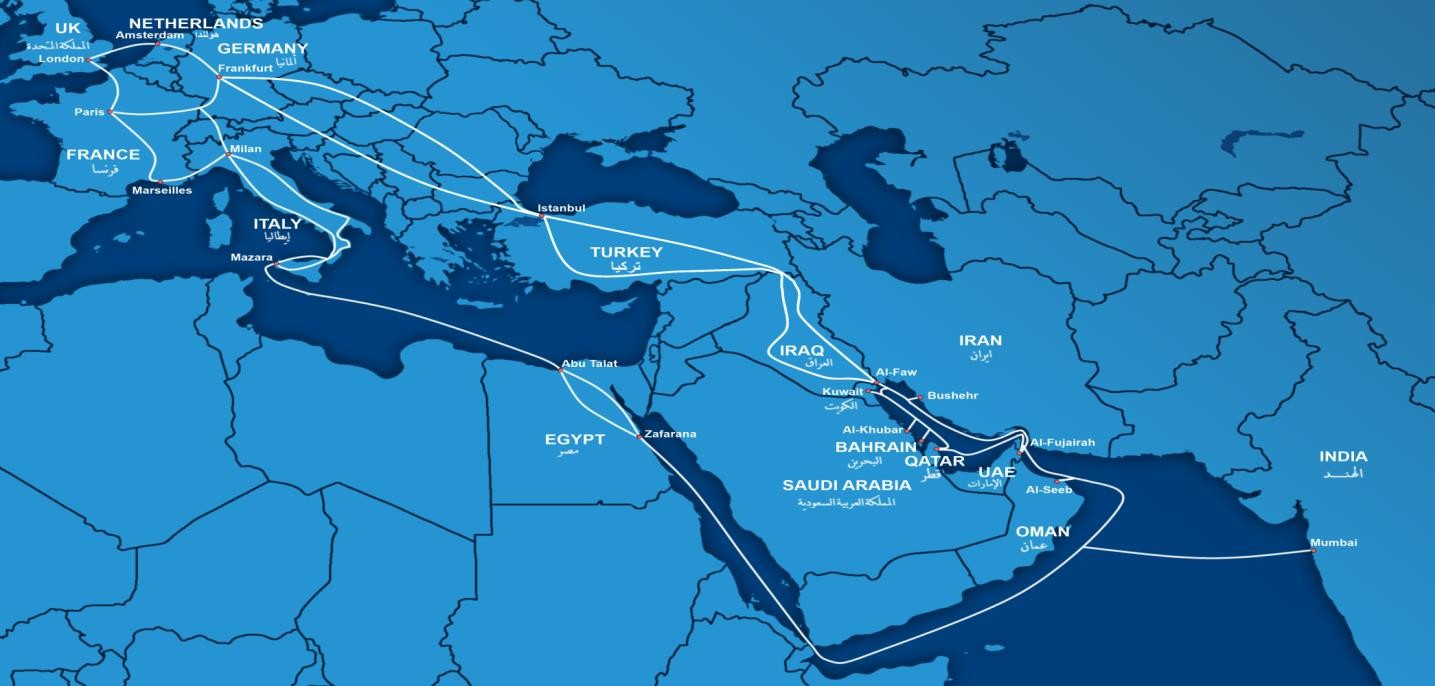 UK
المملكة المتحدة
London
NETHERLANDS
Amsterdam
هولندا
GERMANY
ألمانيا
Frankfurt
Paris
FRANCE
فرنسا
Milan
Marseilles
ITALY
إيطاليا
Mazara
Istanbul
TURKEY
تركيا
IRAQ
العراق
IRAN
ايران
Abu Talat
Al-Faw
Kuwait
الكويت
Bushehr
Zafarana
EGYPT
مصر
Al-Khubar
BAHRAIN
البحرين
QATAR
قطر
Al-Fujairah
UAE
الإمارات
SAUDI ARABIA
المملكة العربية السعودية
Al-Seeb
OMAN
عمان
INDIA
الهند
Mumbai